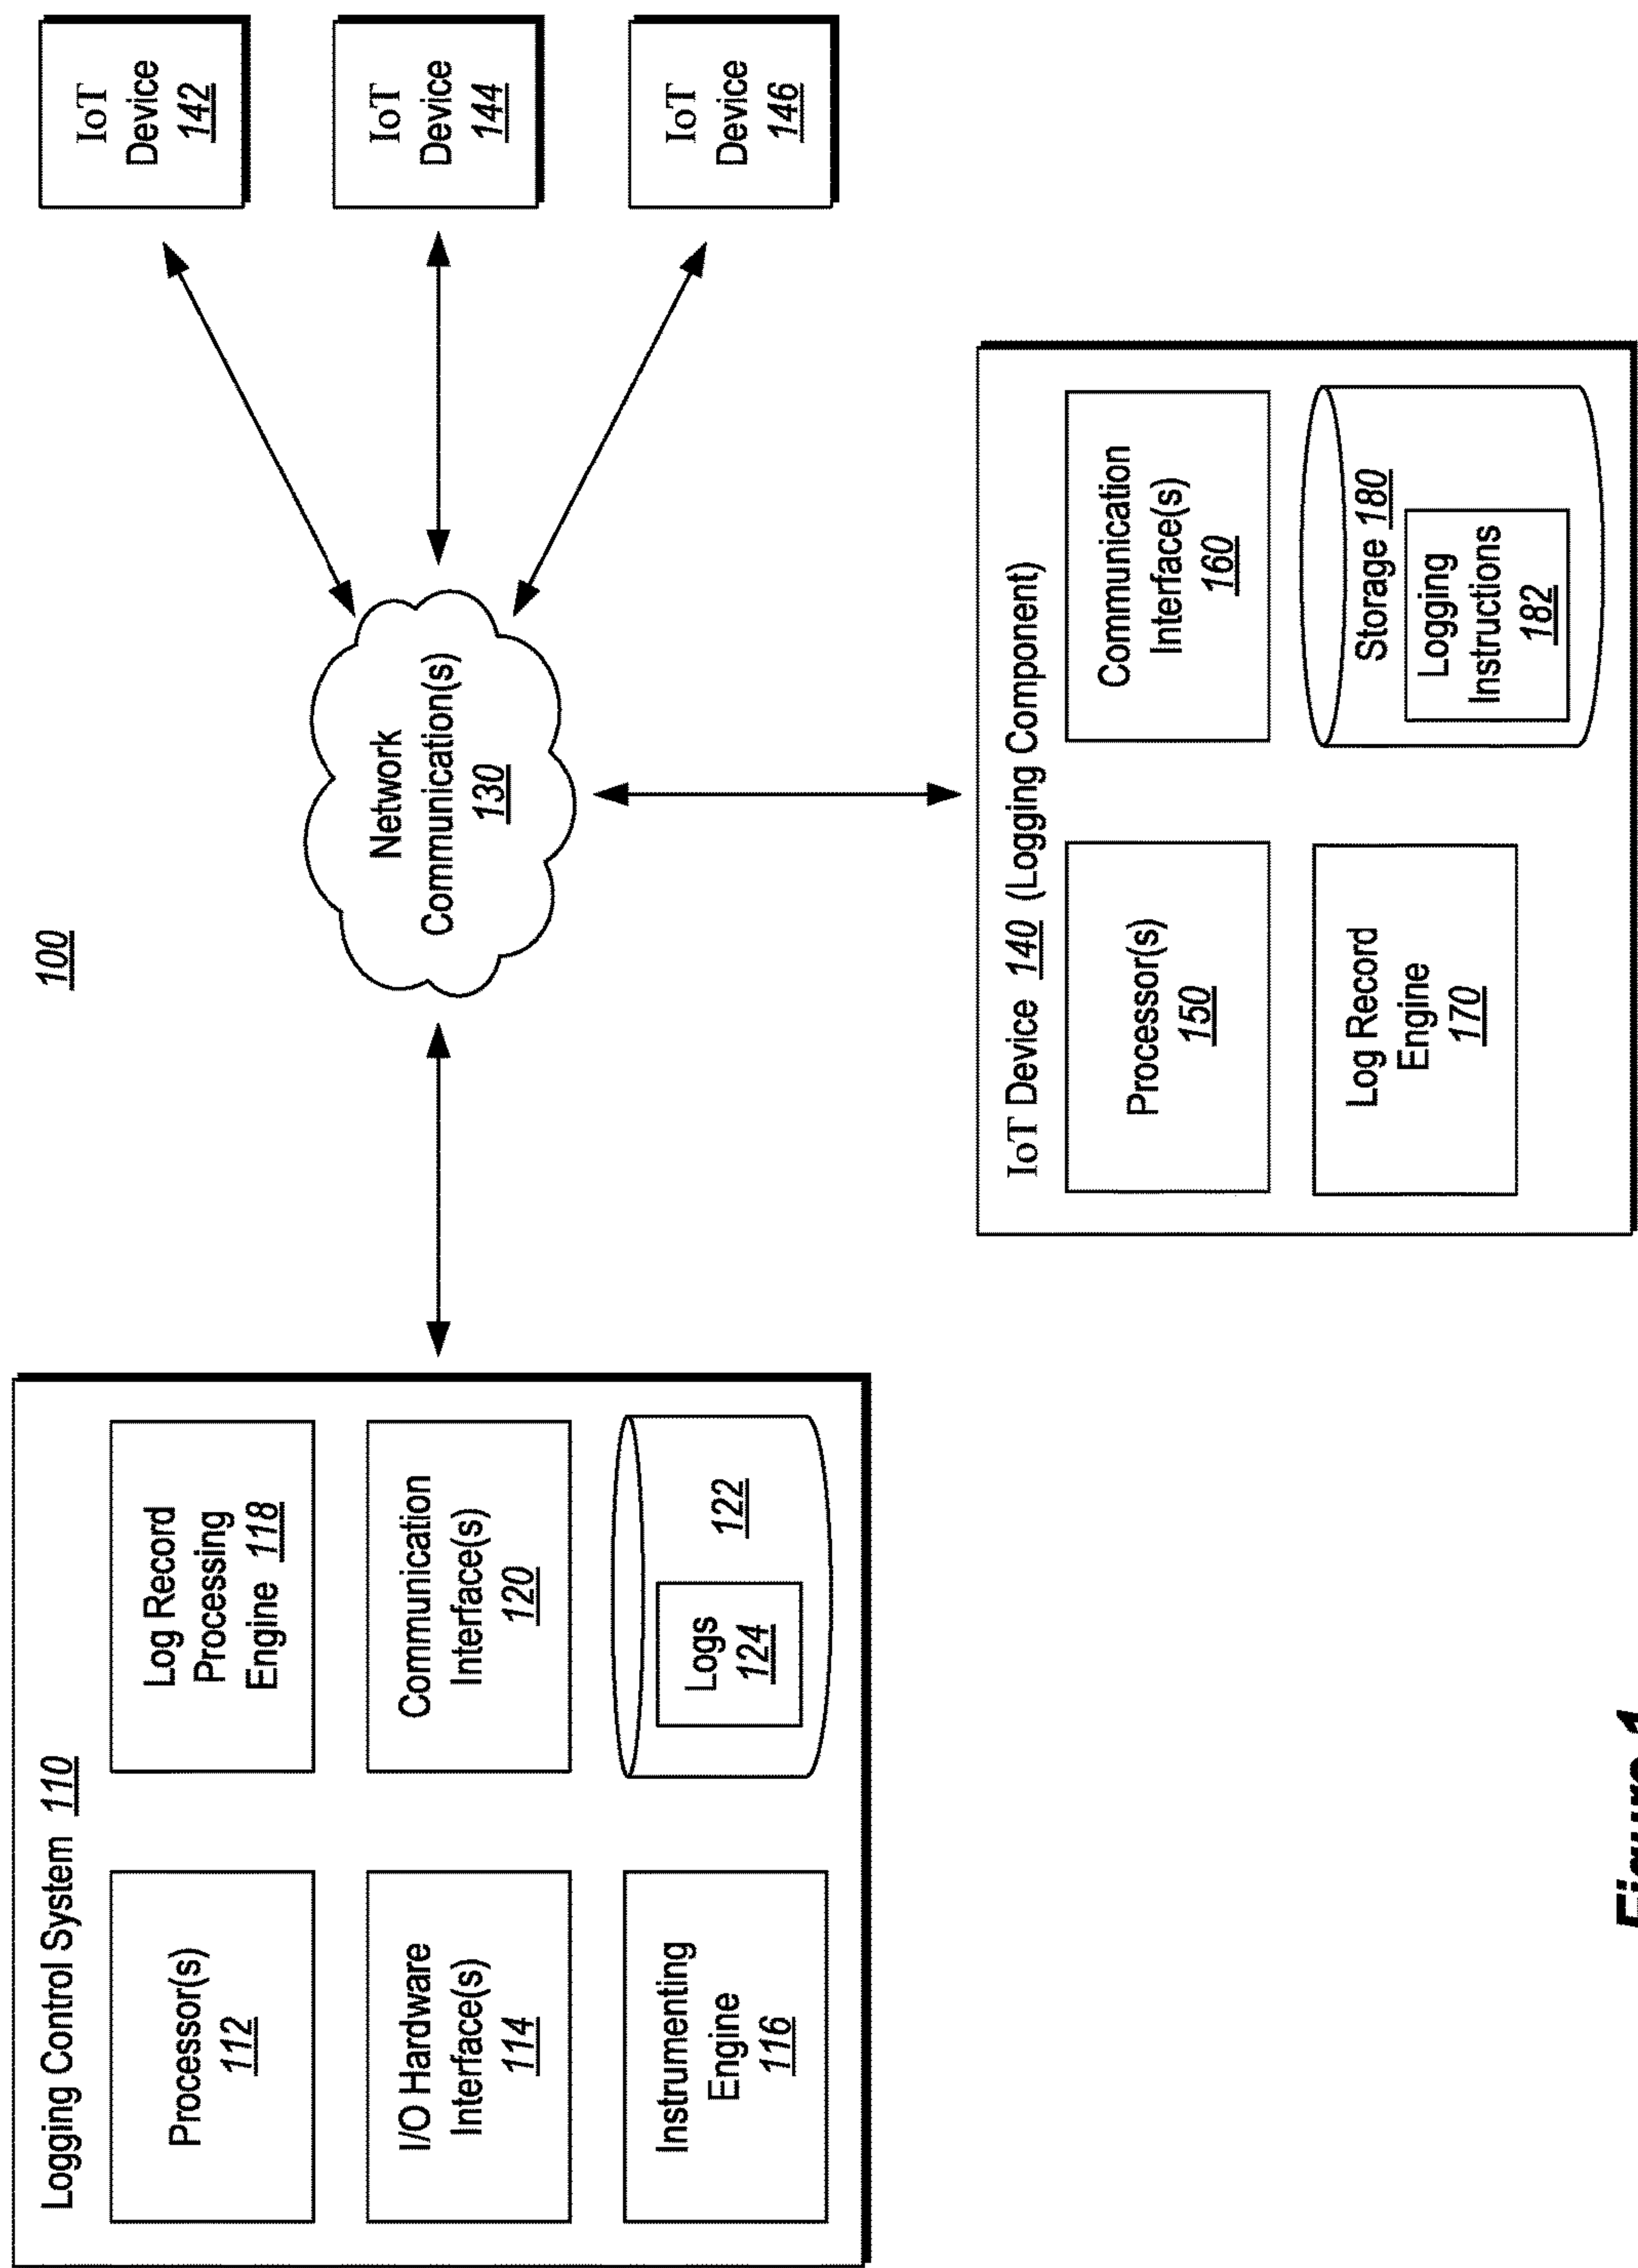 100
Logging Control System 110
Processor(s)
112
Log Record
Processing
Engine 118
I/O Hardware
Interface(s)
114
Communication
Interface(s)
120
Instrumenting
Engine
116
122
Logs
124
Network
Communication(s)
130
IoT
Device
142
IoT
Device
144
IoT
Device
146
IoT Device 140 (Logging Component)
Processor(s)
150
Communication
Interface(s)
160
Log Record
Engine
170
Storage 180
Logging
Instructions
182
Figure 1